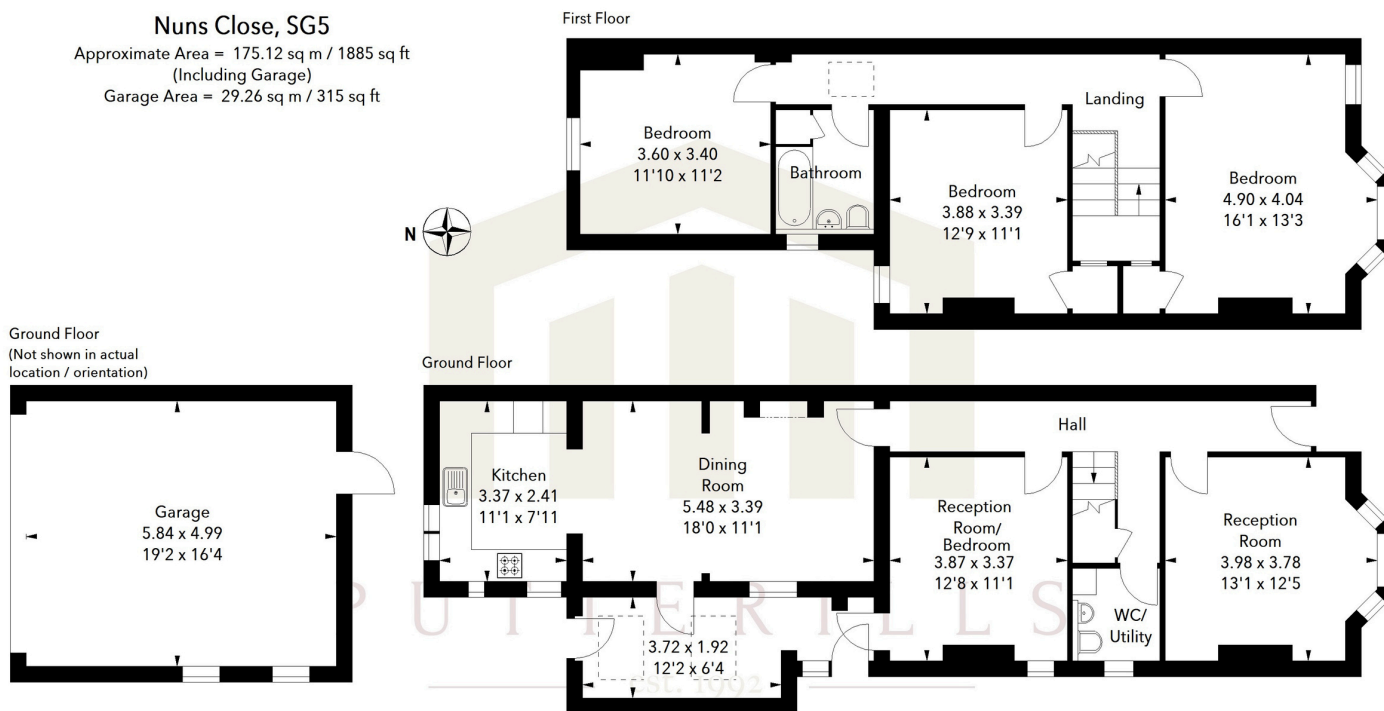 Nuns Close, SG5
Approximate Area = 175.12 sq m / 1885 sq ft
(Including Garage)
Garage Area = 29.26 sq m / 315 sq ft
First Floor
Bedroom
3.60 x 3.40
11'10 x 11'2
Bathroom
Bedroom
3.88 x 3.39
12'9 x 11'1
Landing
Bedroom
4.90 x 4.04
16'1 x 13'3
N
Ground Floor
(Not shown in actual
location / orientation)
Garage
5.84 x 4.99
19'2 x 16'4
Ground Floor
Kitchen
3.37 x 2.41
11'1 x 7'11
Dining
Room
5.48 x 3.39
18'0 x 11'1
Hall
Reception
Room/
Bedroom
3.87 x 3.37
12'8 x 11'1
WC/
Utility
Reception
Room
3.98 x 3.78
13'1 x 12'5
3.72 x 1.92
12'2 x 6'4
PUTTERILLS
est. 1992